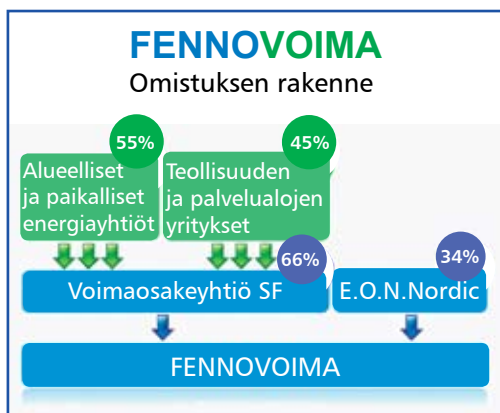 FENNOVOIMA
Omistuksen rakenne
55%
45%
Alueelliset
ja paikalliset
energiayhtiöt
Teollisuuden
ja palvelualojen
yritykset
66%
34%
Voimaosakeyhtiö SF
E.O.N.Nordic
FENNOVOIMA